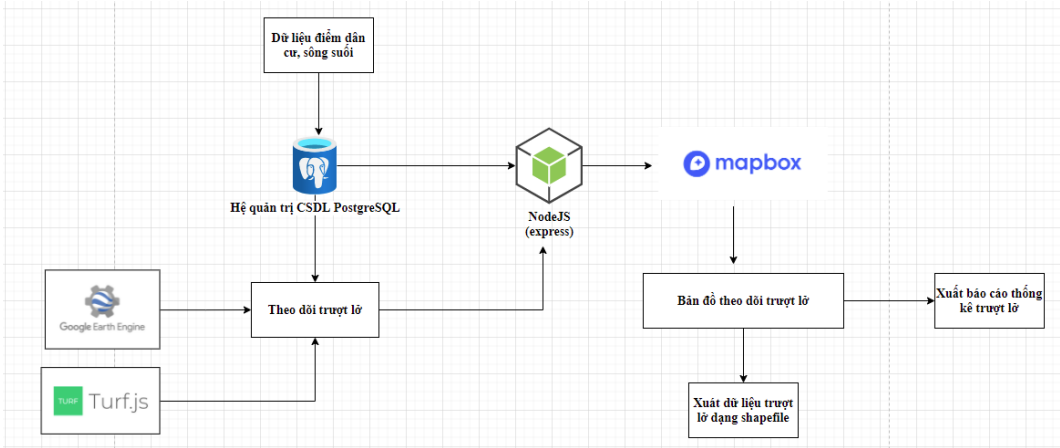 Dữ liệu điểm dân
cư, sông suối
mapbox
Hệ quản trị CSDL PostgreSQL
NodeJS
(express)
Google Earth Engine
Theo dõi trượt lở
Bản đồ theo dõi trượt lở
Xuất báo cáo thống
kê trượt lở
TURF
Turf.js
Xuất dữ liệu trượt
lở dạng shapefile